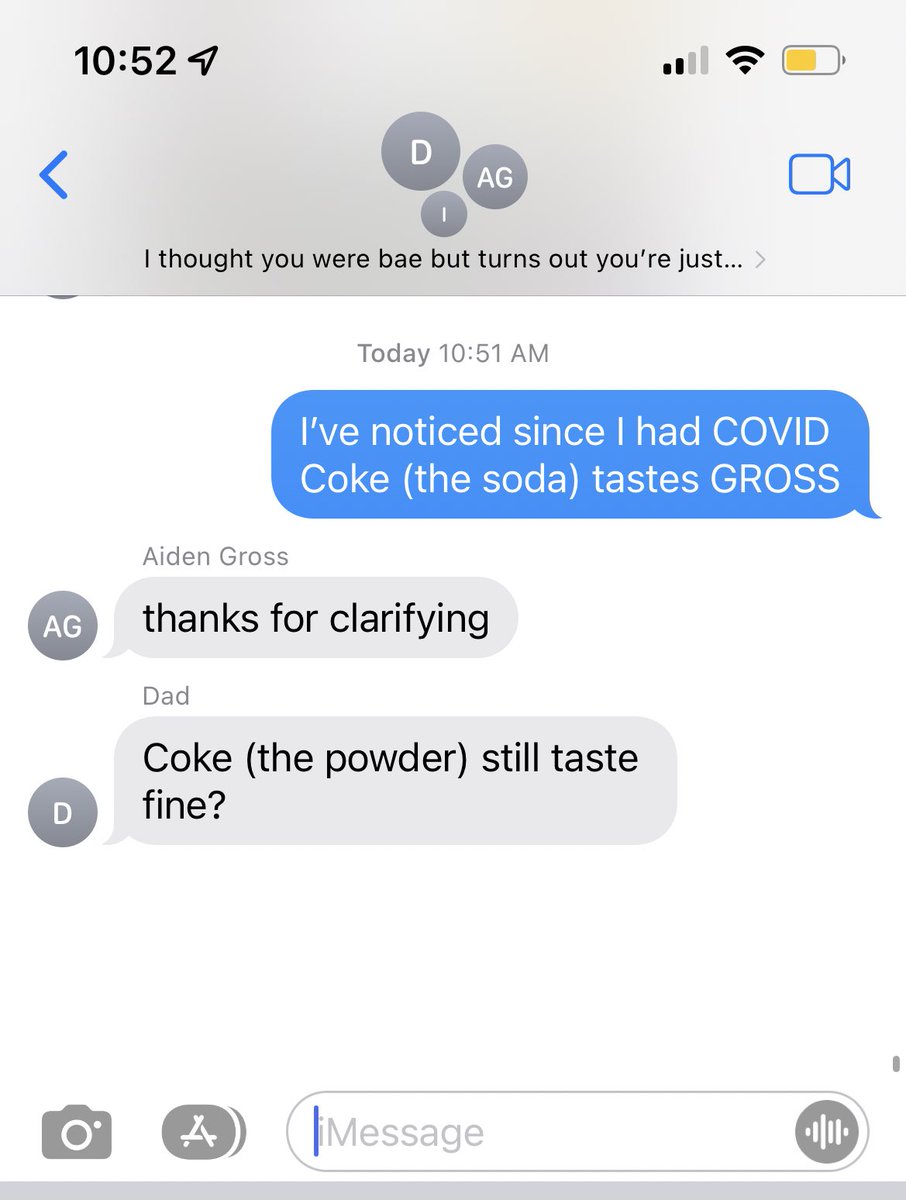 10:52
D
AG
I
I thought you were bae but turns out you’re just...
Today 10:51 AM
I’ve noticed since I had COVID
Coke (the soda) tastes GROSS
Aiden Gross
AG
thanks for clarifying
Dad
D
Coke (the powder) still taste
fine?
iMessage